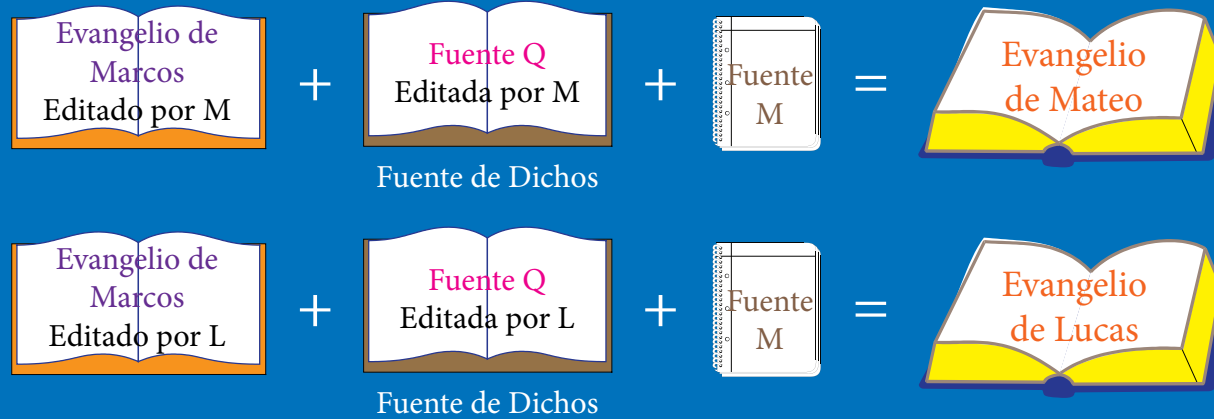 Evangelio de
Marcos
Editado por M
+
Fuente Q
Editada por M
Fuente de Dichos
+
Fuente
M
=
Evangelio
de Mateo
Evangelio de
Marcos
Editado por L
+
Fuente Q
Editada por L
Fuente de Dichos
+
Fuente
M
=
Evangelio
de Lucas